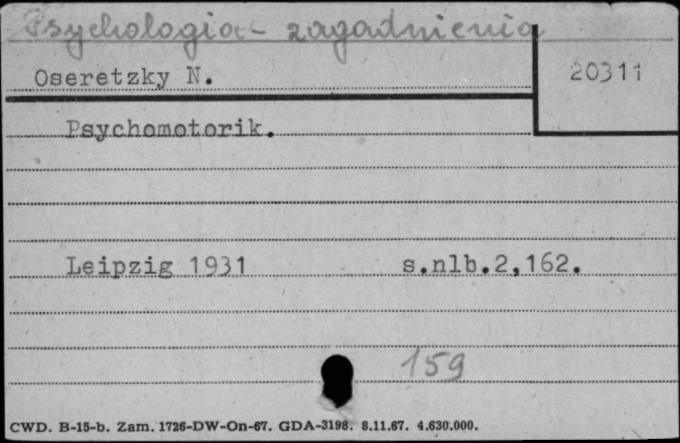 Psychologia - zagadnienia
Oseretzky N.
20311
Psychomotorik.
Leipzig 1931 s.nlb.2,162.
159
CWD. B-15-b. Zam. 1726-DW-On-67. GDA-3198. 8.11.67. 4.630.000.